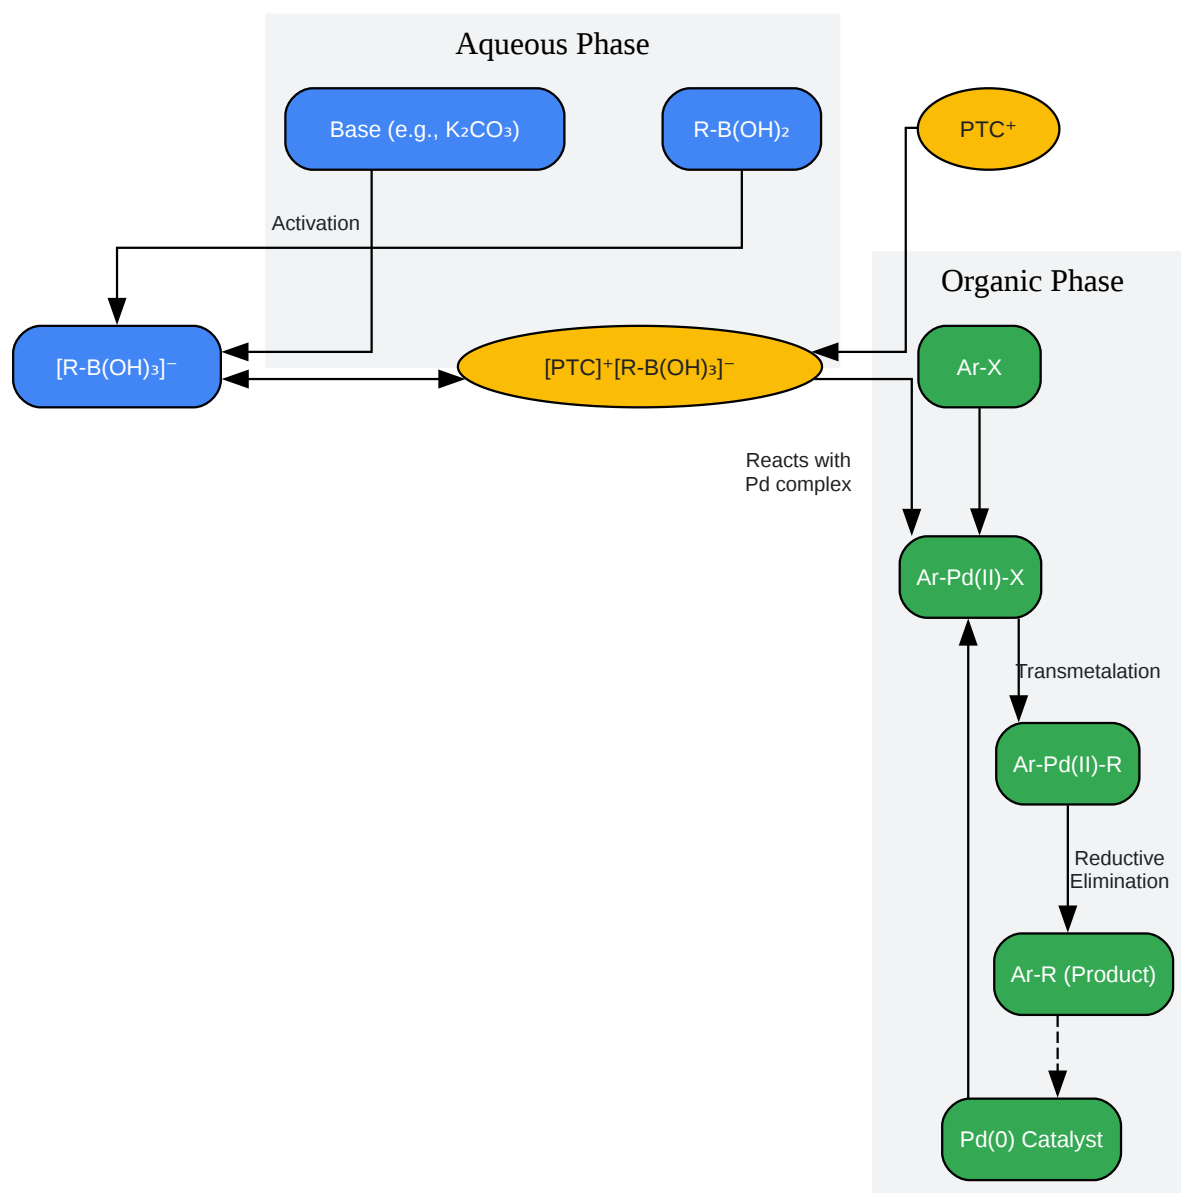 Aqueous Phase
Base (e.g., K₂CO₃)
R-B(OH)₂
PTC⁺
Activation
Organic Phase
[R-B(OH)₃]⁻
[PTC]⁺[R-B(OH)₃]⁻
Ar-X
Reacts with
Pd complex
Ar-Pd(II)-X
Transmetalation
Ar-Pd(II)-R
Reductive
Elimination
Ar-R (Product)
Pd(0) Catalyst